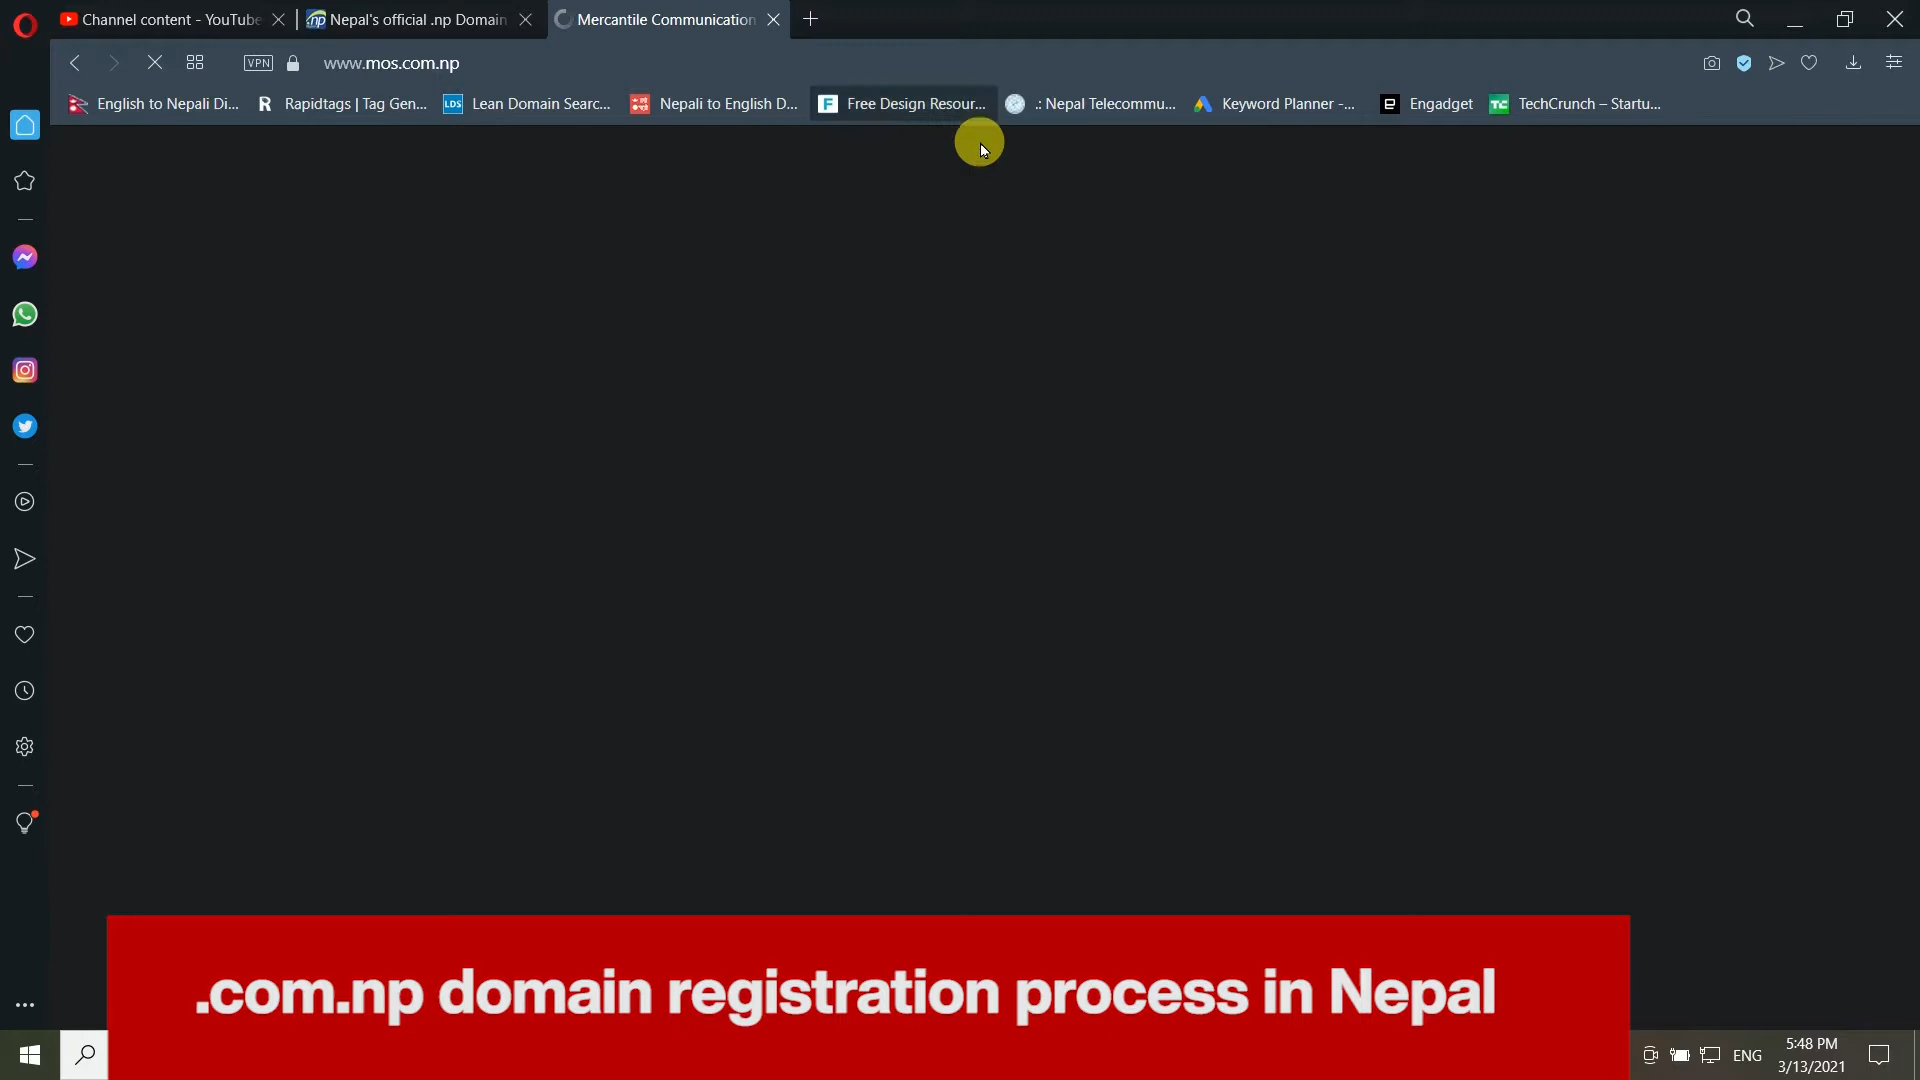 Channel content - YouTube
Nepal's official .np Domain
Mercantile Communication
VPN
www.mos.com.np
English to Nepali Di...
R Rapidtags | Tag Gen...
LDS Lean Domain Searc...
Nepali to English D...
F Free Design Resour...
.: Nepal Telecommu...
Keyword Planner -...
e Engadget
TC TechCrunch – Startu...
.com.np domain registration process in Nepal
ENG
5:48 PM
3/13/2021